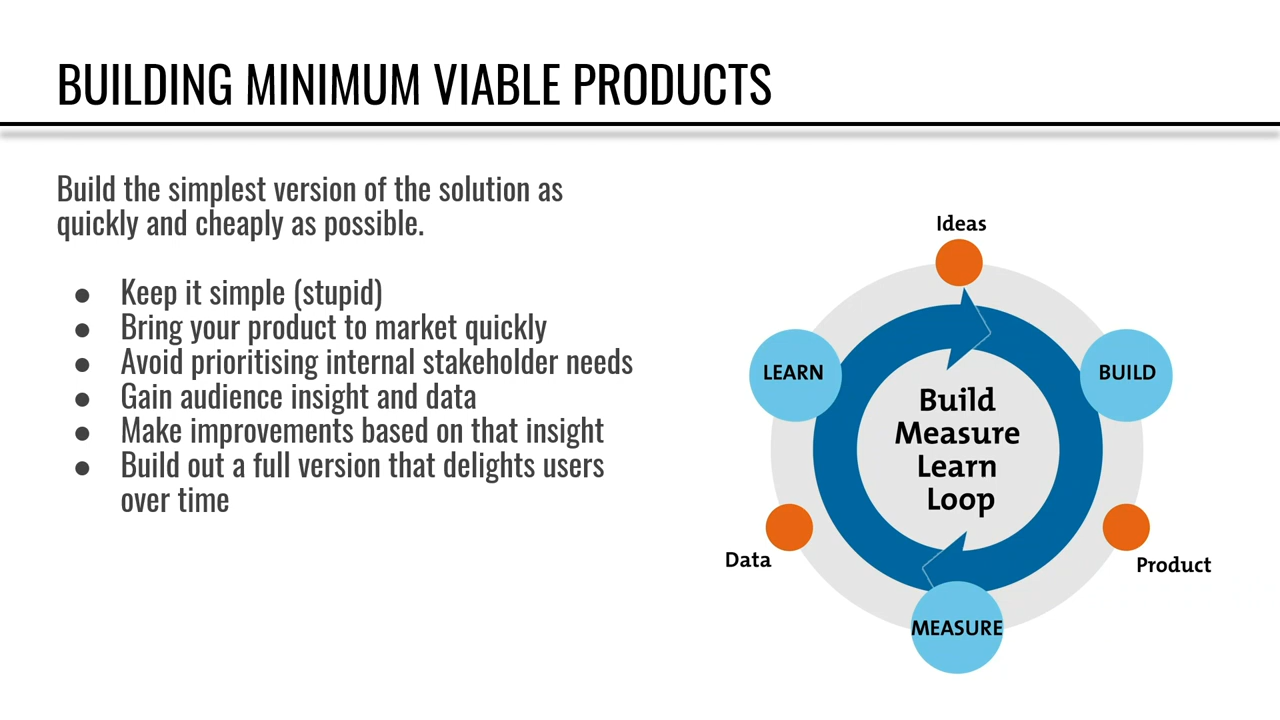 BUILDING MINIMUM VIABLE PRODUCTS
Build the simplest version of the solution as
quickly and cheaply as possible.
● Keep it simple (stupid)
● Bring your product to market quickly
● Avoid prioritising internal stakeholder needs
● Gain audience insight and data
● Make improvements based on that insight
● Build out a full version that delights users
over time
Ideas
LEARN
BUILD
Build
Measure
Learn
Loop
Data
Product
MEASURE